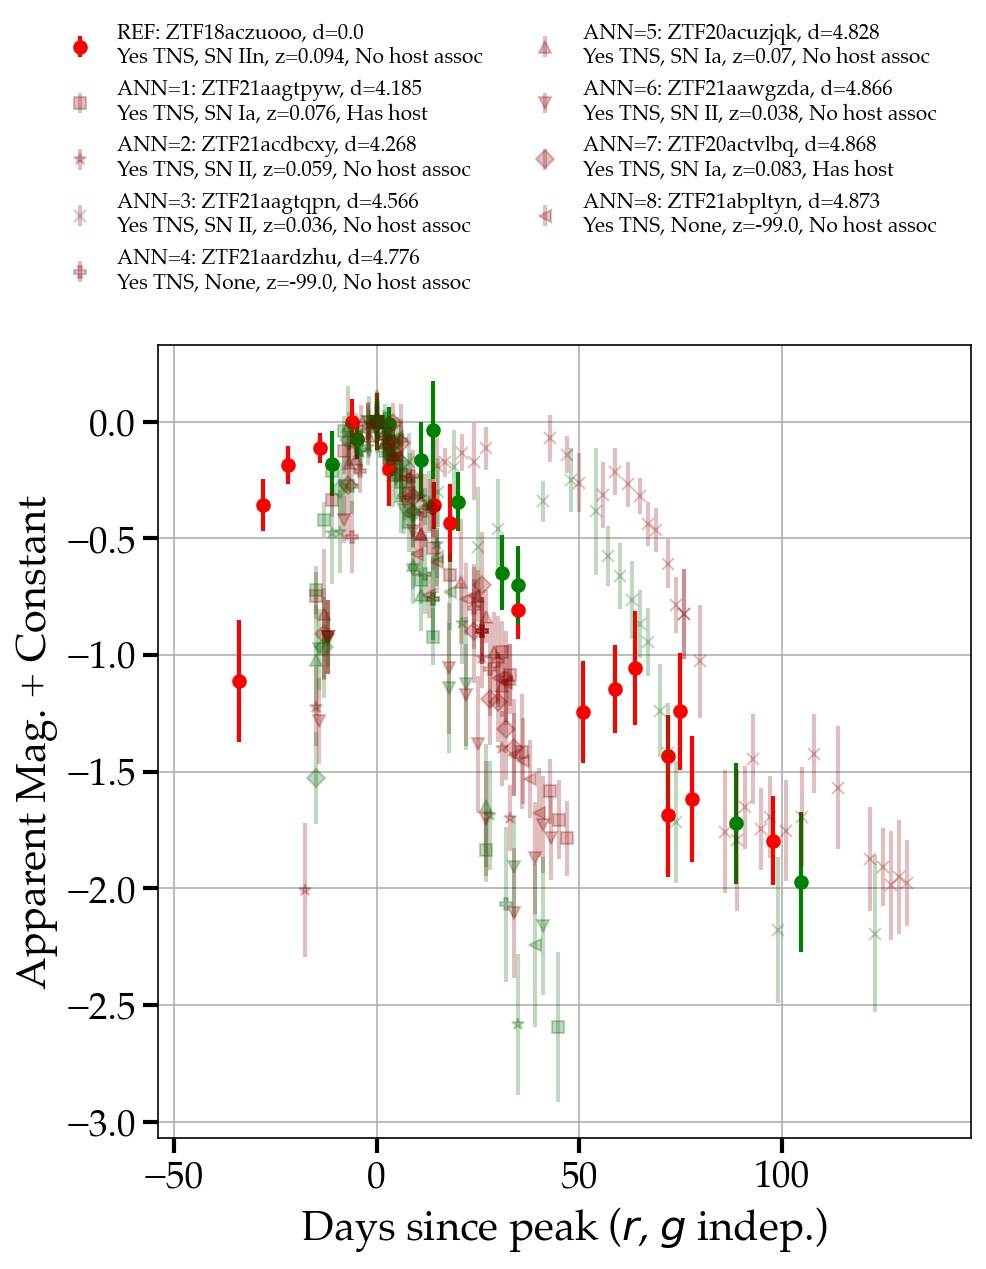 REF: ZTF18aczuooo, d=0.0
Yes TNS, SN IIn, z=0.094, No host assoc
ANN=1: ZTF21aagtpyw, d=4.185
Yes TNS, SN Ia, z=0.076, Has host
ANN=2: ZTF21acdbcxy, d=4.268
Yes TNS, SN II, z=0.059, No host assoc
ANN=3: ZTF21aagtqpn, d=4.566
Yes TNS, SN II, z=0.036, No host assoc
ANN=4: ZTF21aardzhu, d=4.776
Yes TNS, None, z=-99.0, No host assoc
ANN=5: ZTF20acuzjqk, d=4.828
Yes TNS, SN Ia, z=0.07, No host assoc
ANN=6: ZTF21aawgzda, d=4.866
Yes TNS, SN II, z=0.038, No host assoc
ANN=7: ZTF20actvlbq, d=4.868
Yes TNS, SN Ia, z=0.083, Has host
ANN=8: ZTF21abpltyn, d=4.873
Yes TNS, None, z=-99.0, No host assoc
Apparent Mag. + Constant
0.0
−0.5
−1.0
−1.5
−2.0
−2.5
−3.0
−50
0
50
100
Days since peak (r, g indep.)